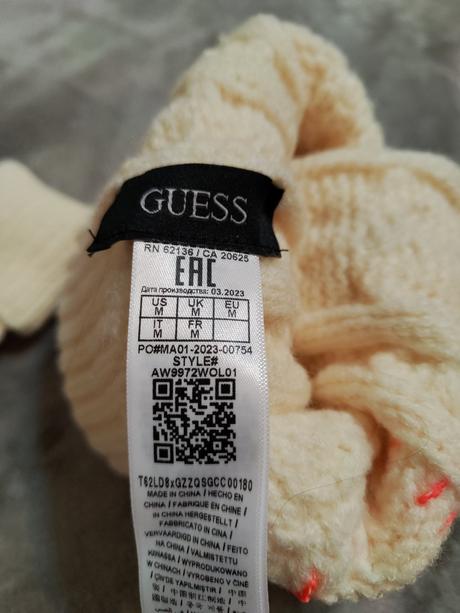 GUESS
RN 62136 / CA 20625
EAC
Дата производства: 03.2023
US M UK M EU M
IT M FR M
PO#MA01-2023-00754
STYLE#
AW9972WOL01
T62LD8xGZZQSGCC00180
MADE IN CHINA / HECHO EN
CHINA / FABRIQUE EN CHINE /
IN CHINA HERGESTELLT /
FABBRICATO IN CINA /
VERVAARDIGD IN CHINA / FEITO
NA CHINA / VALMISTETTU
KIINASSA / WYPRODUKOWANO
W CHINACH / VYROBENO V ČÍNĚ
/ ÇİN'DE YAPILMIŞTIR /